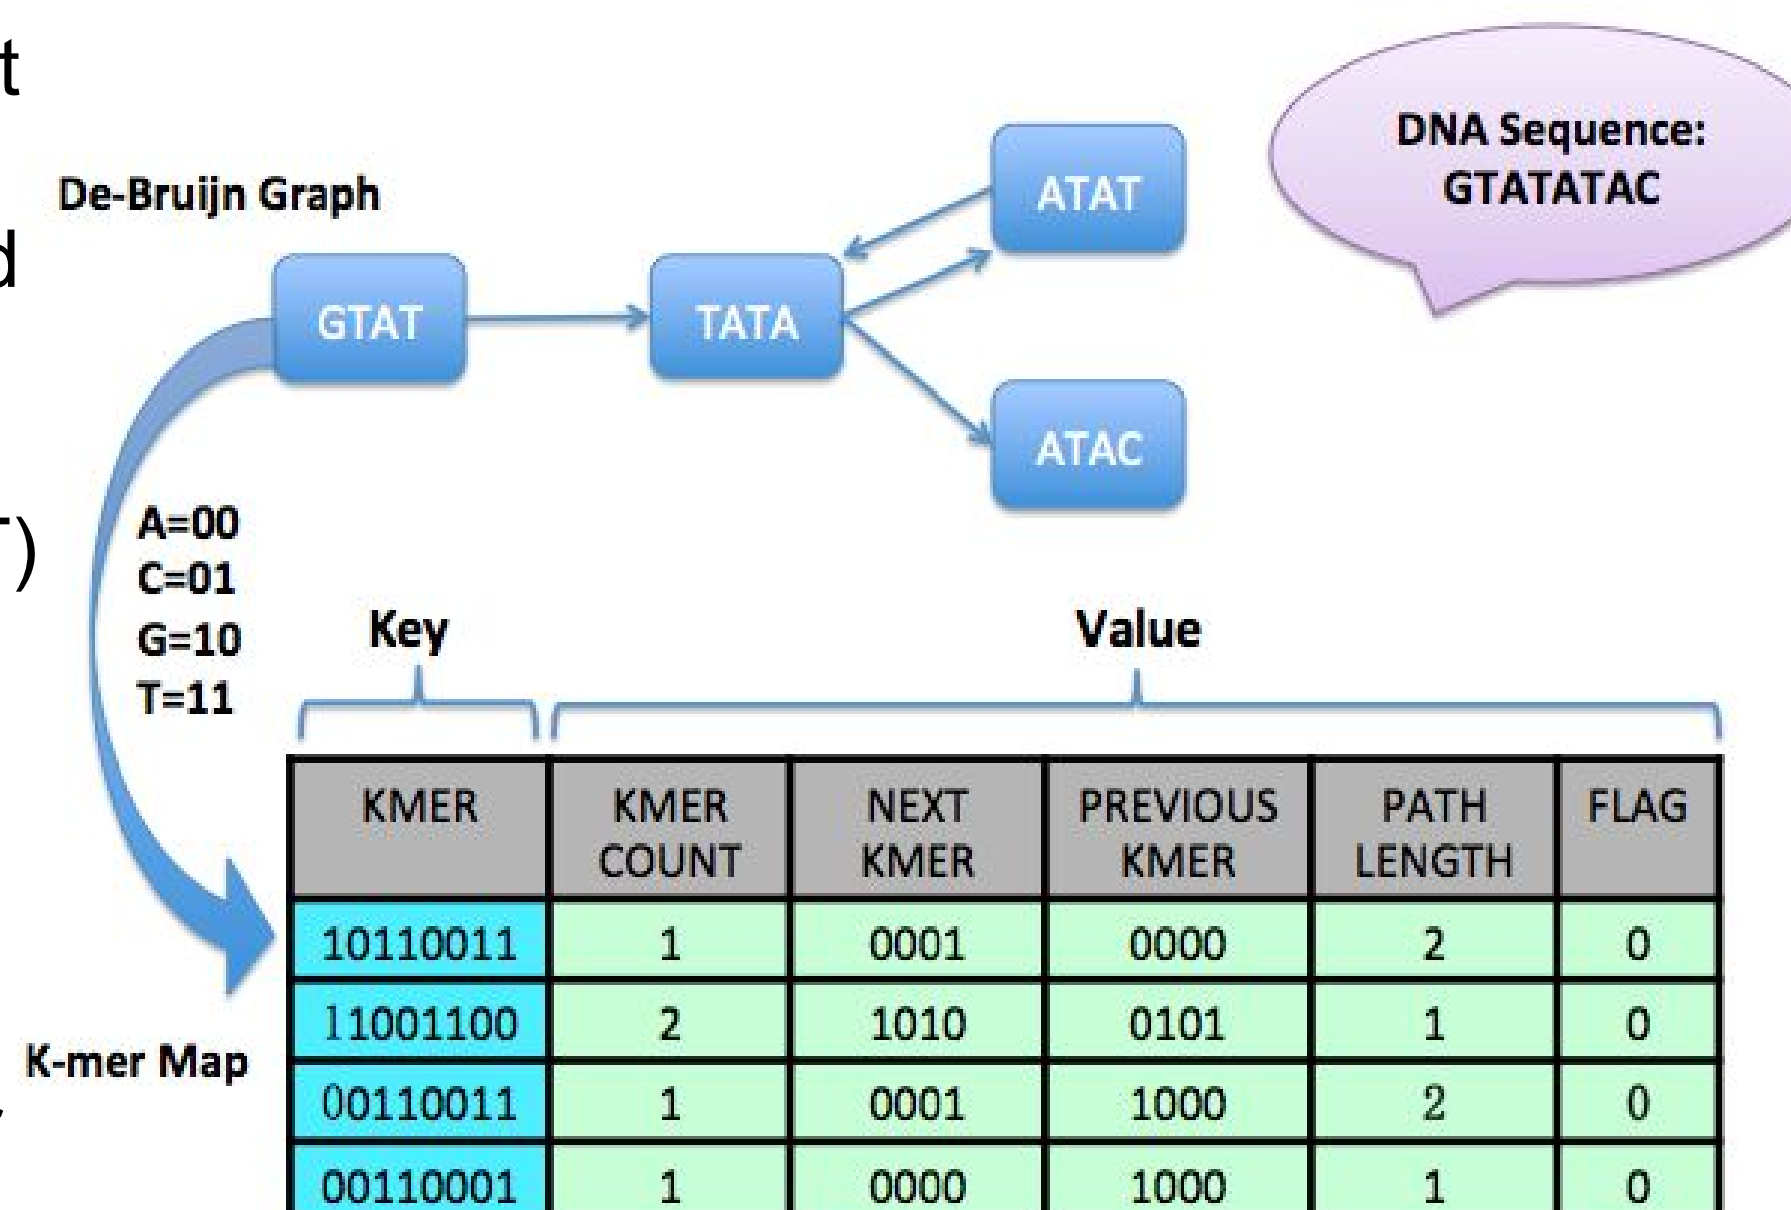 t
De-Bruijn Graph
d
GTAT
TATA
ATAT
ATAC
DNA Sequence:
GTATATAC
T)
A=00
C=01
G=10
T=11
Key
Value
KMER KMER COUNT NEXT KMER PREVIOUS KMER PATH LENGTH FLAG
10110011 1 0001 0000 2 0
11001100 2 1010 0101 1 0
00110011 1 0001 1000 2 0
00110001 1 0000 1000 1 0
K-mer Map